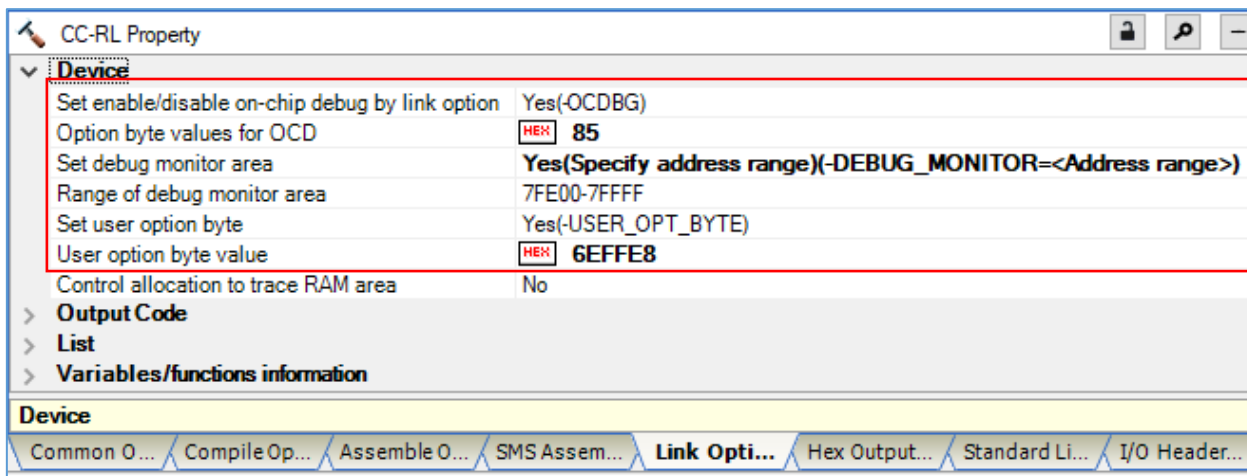 CC-RL Property
Device
Set enable/disable on-chip debug by link option Yes(-OCDBG)
Option byte values for OCD HEX 85
Set debug monitor area Yes(Specify address range)(-DEBUG_MONITOR=<Address range>)
Range of debug monitor area 7FE00-7FFFF
Set user option byte Yes(-USER_OPT_BYTE)
User option byte value HEX 6EFFE8
Control allocation to trace RAM area No
Output Code
List
Variables/functions information
Device
Common O... Compile Op... Assemble O... SMS Assem... Link Opti... Hex Output... Standard Li... I/O Header...